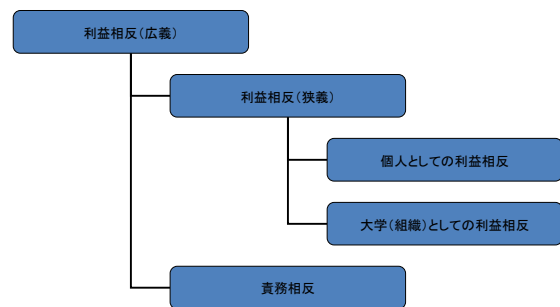 利益相反(広義)
利益相反(狭義)
個人としての利益相反
大学(組織)としての利益相反
責務相反